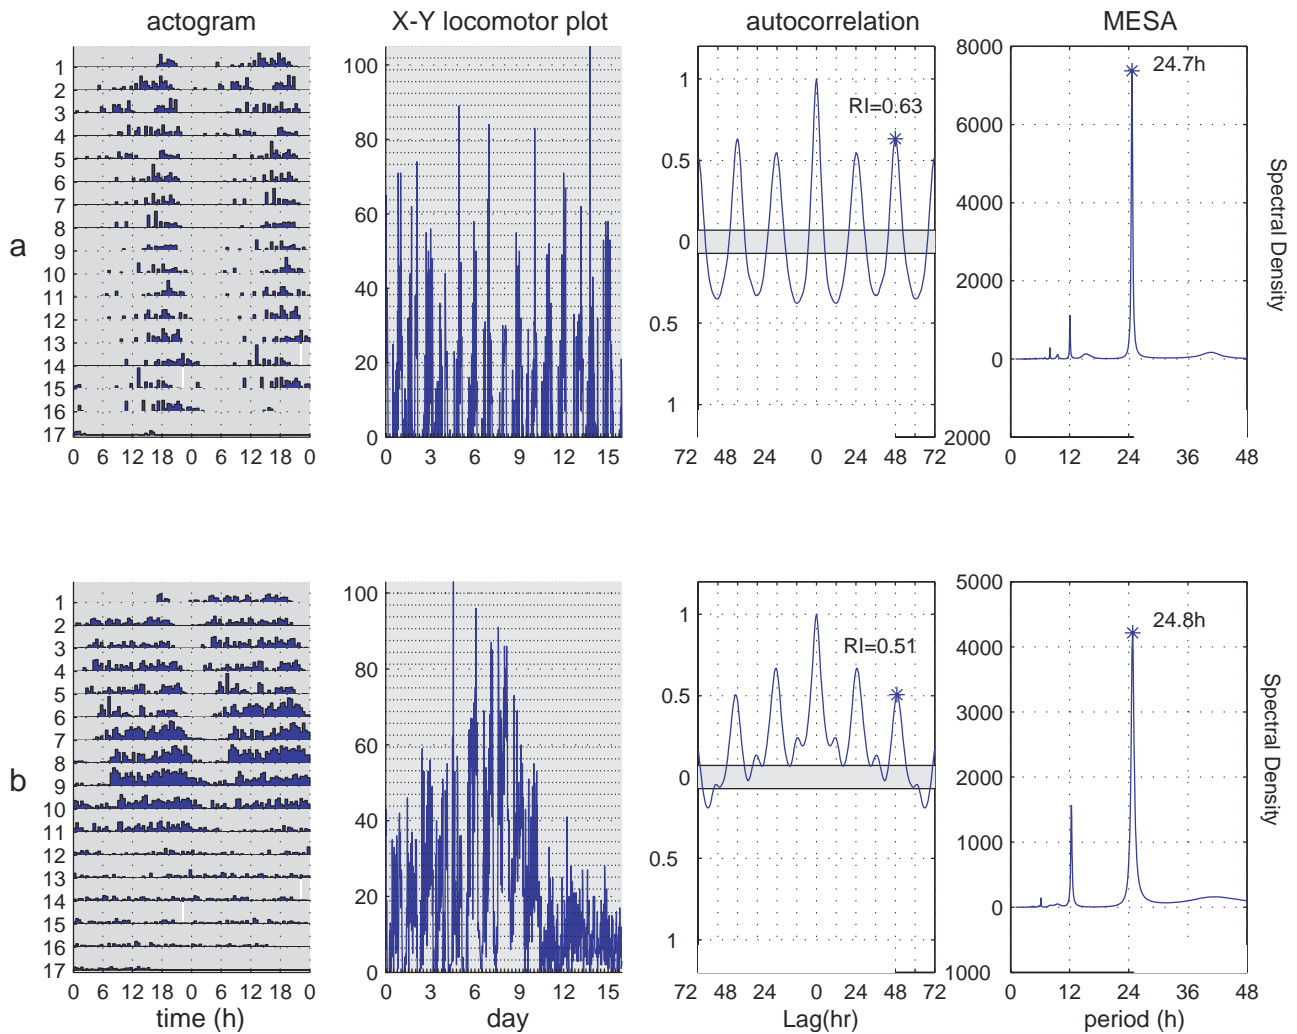 actogram
X-Y locomotor plot
autocorrelation
MESA
a
1
2
3
4
5
6
7
8
9
10
11
12
13
14
15
16
17
0 6 12 18 0 6 12 18 0
100
80
60
40
20
0
0 3 6 9 12 15
1
0.5
0
0.5
1
RI=0.63
72 48 24 0 24 48 72
8000
6000
4000
2000
0
2000
24.7h
0 12 24 36 48
Spectral Density
b
1
2
3
4
5
6
7
8
9
10
11
12
13
14
15
16
17
0 6 12 18 0 6 12 18 0
time (h)
100
80
60
40
20
0
0 3 6 9 12 15
day
1
0.5
0
0.5
1
RI=0.51
72 48 24 0 24 48 72
Lag(hr)
5000
4000
3000
2000
1000
0
1000
24.8h
0 12 24 36 48
period (h)
Spectral Density